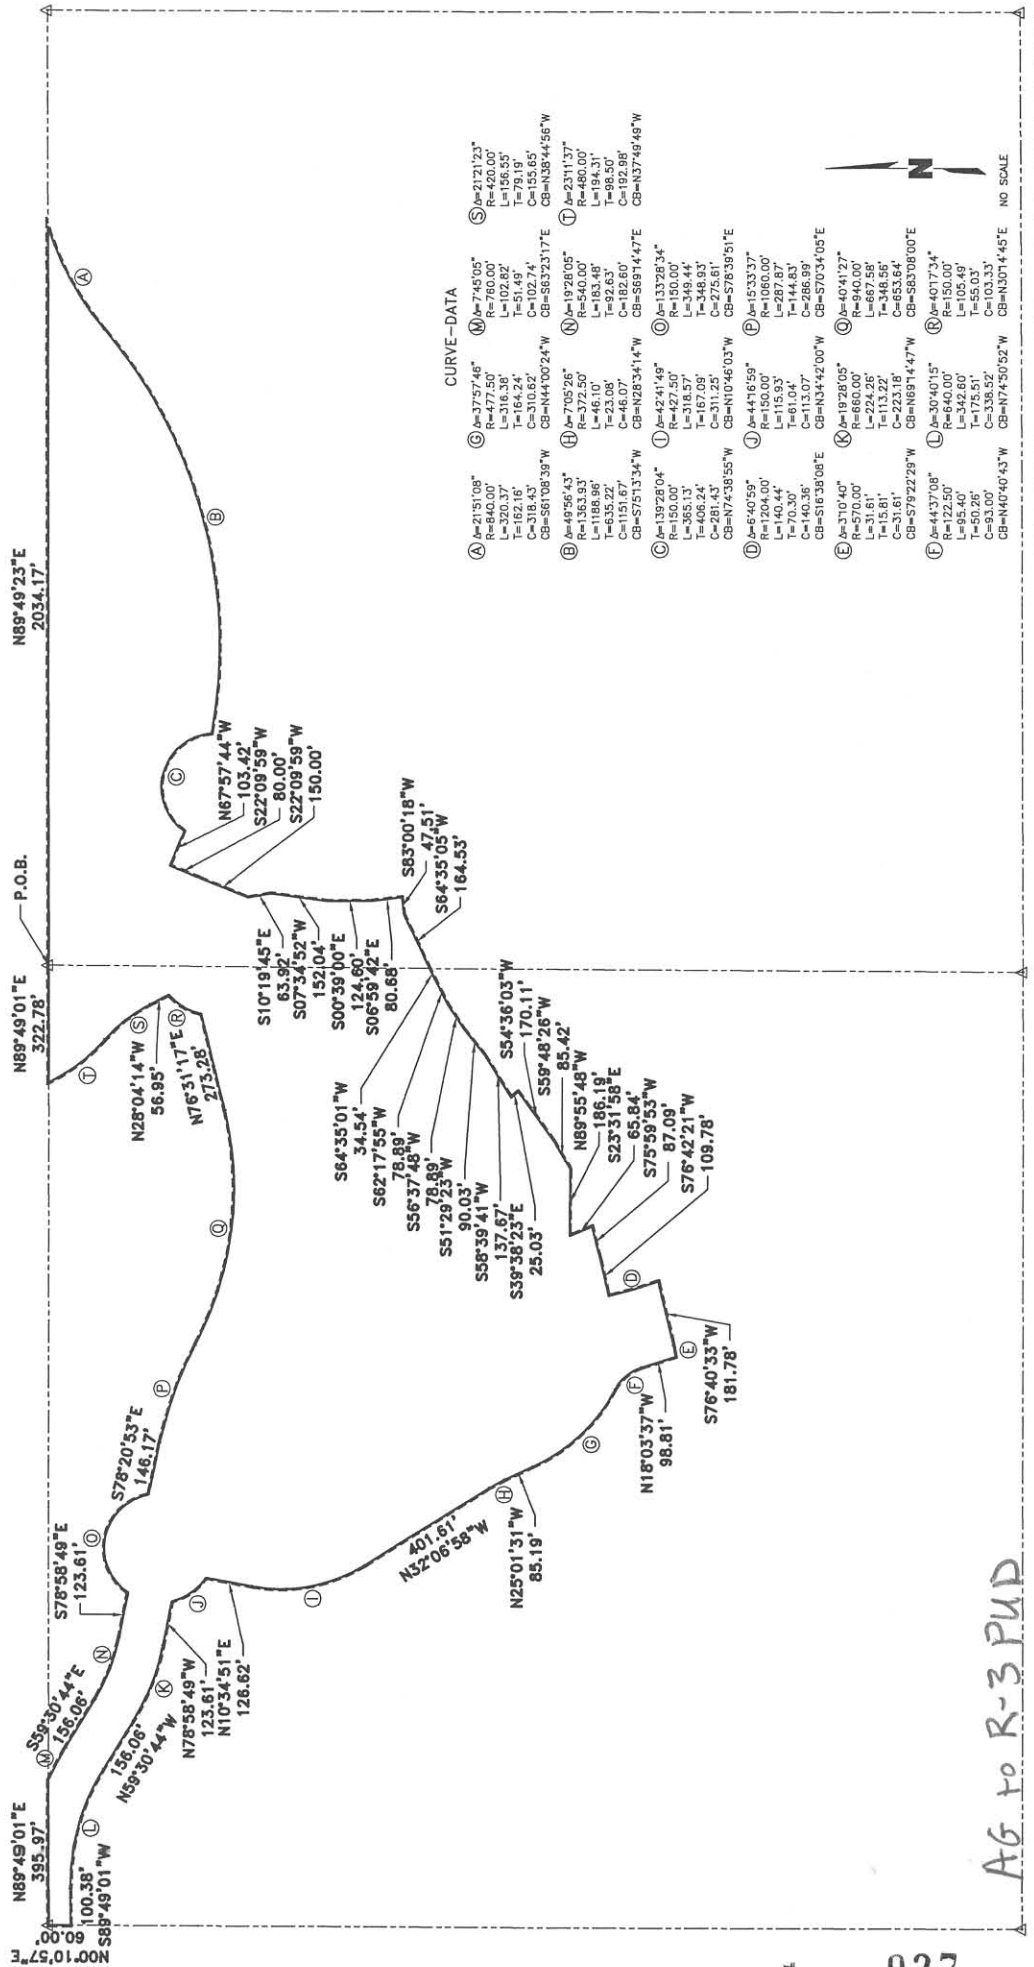 N89°49'01"E
395.97'
N89°49'01"E
322.78'
P.O.B.
N89°49'23"E
2034.17'
N00°10'57"E
60.00'
100.38'
S89°49'01"W
Ⓛ
Ⓜ
S59°30'44"E
156.06'
156.06'
N59°30'44"W
Ⓝ
Ⓚ
S78°58'49"E
123.61'
N78°58'49"W
123.61'
N10°34'51"E
126.62'
Ⓙ
Ⓞ
S78°20'53"E
146.17'
Ⓟ
Ⓠ
N76°31'17"E
273.28'
Ⓡ
N28°04'14"W
56.95'
Ⓢ
Ⓣ
Ⓘ
401.61'
N32°06'58"W
Ⓗ
N25°01'31"W
85.19'
Ⓖ
Ⓕ
N18°03'37"W
98.81'
Ⓔ
S76°40'33"W
181.78'
Ⓓ
S64°35'01"W
34.54'
S62°17'55"W
78.89'
S56°37'48"W
78.89'
S51°29'23"W
90.03'
S58°39'41"W
137.67'
S39°38'23"E
25.03'
S54°36'03"W
170.11'
S59°48'26"W
85.42'
N89°55'48"W
186.19'
S23°31'58"E
65.84'
S75°59'53"W
87.09'
S76°42'21"W
109.78'
S10°19'45"E
63.92'
S07°34'52"W
152.04'
S00°39'00"E
124.60'
S06°59'42"E
80.68'
S83°00'18"W
47.51'
S64°35'05"W
164.53'
N67°57'44"W
103.42'
S22°09'59"W
80.00'
S22°09'59"W
150.00'
Ⓒ
Ⓑ
Ⓐ
CURVE-DATA
Ⓐ Δ=21°51'08"
R=840.00'
L=320.37'
T=162.16'
C=318.43'
CB=S61°08'39"W
Ⓑ Δ=49°56'43"
R=1363.93'
L=1188.96'
T=635.22'
C=1151.67'
CB=S75°13'34"W
Ⓒ Δ=139°28'04"
R=150.00'
L=365.13'
T=406.24'
C=281.43'
CB=N74°38'55"W
Ⓓ Δ=6°40'59"
R=1204.00'
L=140.44'
T=70.30'
C=140.36'
CB=S16°38'08"E
Ⓔ Δ=3°10'40"
R=570.00'
L=31.61'
T=15.81'
C=31.61'
CB=S79°22'29"W
Ⓕ Δ=44°37'08"
R=122.50'
L=95.40'
T=50.26'
C=93.00'
CB=N40°40'43"W
Ⓖ Δ=37°57'46"
R=477.50'
L=316.38'
T=164.24'
C=310.62'
CB=N44°00'24"W
Ⓗ Δ=7°05'26"
R=372.50'
L=46.10'
T=23.08'
C=46.07'
CB=N28°34'14"W
Ⓘ Δ=42°41'49"
R=427.50'
L=318.57'
T=167.09'
C=311.25'
CB=N10°46'03"W
Ⓙ Δ=44°16'59"
R=150.00'
L=115.93'
T=61.04'
C=113.07'
CB=N34°42'00"W
Ⓚ Δ=19°28'05"
R=660.00'
L=224.26'
T=113.22'
C=223.18'
CB=N69°14'47"W
Ⓛ Δ=30°40'15"
R=640.00'
L=342.60'
T=175.51'
C=338.52'
CB=N74°50'52"W
Ⓜ Δ=7°45'05"
R=760.00'
L=102.82'
T=51.49'
C=102.74'
CB=S63°23'17"E
Ⓝ Δ=19°28'05"
R=540.00'
L=183.48'
T=92.63'
C=182.60'
CB=S69°14'47"E
Ⓞ Δ=133°28'34"
R=150.00'
L=349.44'
T=348.93'
C=275.61'
CB=S78°39'51"E
Ⓟ Δ=15°33'37"
R=1060.00'
L=287.87'
T=144.83'
C=286.99'
CB=S70°34'05"E
Ⓠ Δ=40°41'27"
R=940.00'
L=667.58'
T=348.56'
C=653.64'
CB=S83°08'00"E
Ⓡ Δ=40°17'34"
R=150.00'
L=105.49'
T=55.03'
C=103.33'
CB=N30°14'45"E
Ⓢ Δ=21°21'23"
R=420.00'
L=156.55'
T=79.19'
C=155.65'
CB=N38°44'56"W
Ⓣ Δ=23°11'37"
R=480.00'
L=194.31'
T=98.50'
C=192.98'
CB=N37°49'49"W
N
NO SCALE
AG to R-3 PUD